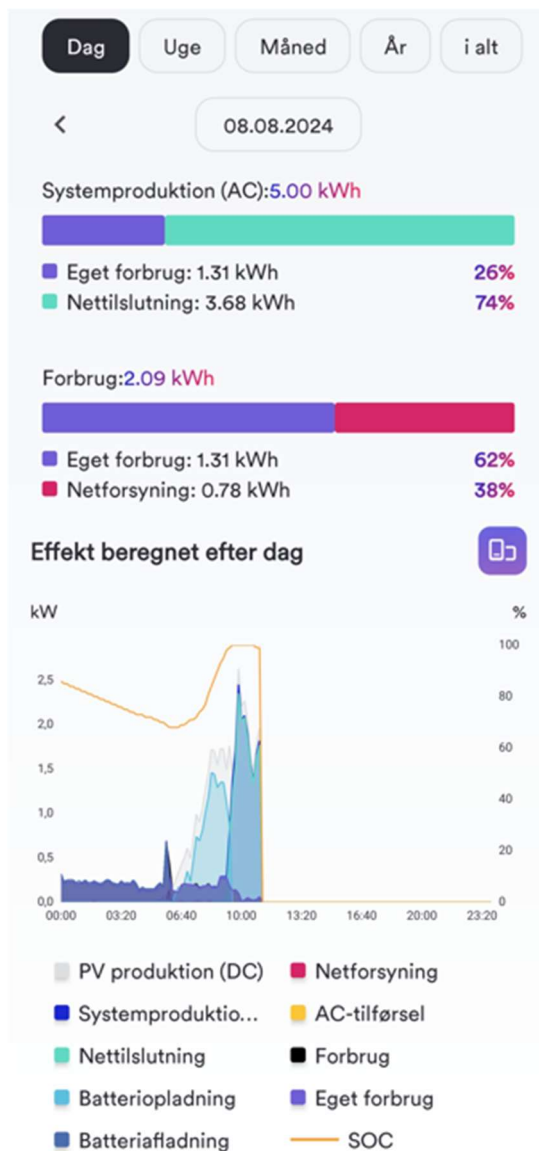 Dag Uge Måned År i alt
08.08.2024
Systemproduktion (AC):5.00 kWh
Eget forbrug: 1.31 kWh 26%
Nettilslutning: 3.68 kWh 74%
Forbrug:2.09 kWh
Eget forbrug: 1.31 kWh 62%
Netforsyning: 0.78 kWh 38%
Effekt beregnet efter dag
kW %
100
2,5
80
2,0
60
1,5
40
1,0
0,5
20
0,0 0
00:00 03:20 06:40 10:00 13:20 16:40 20:00 23:20
PV produktion (DC) Netforsyning
Systemproduktio... AC-tilførsel
Nettilslutning Forbrug
Batteriopladning Eget forbrug
Batteriafladning SOC